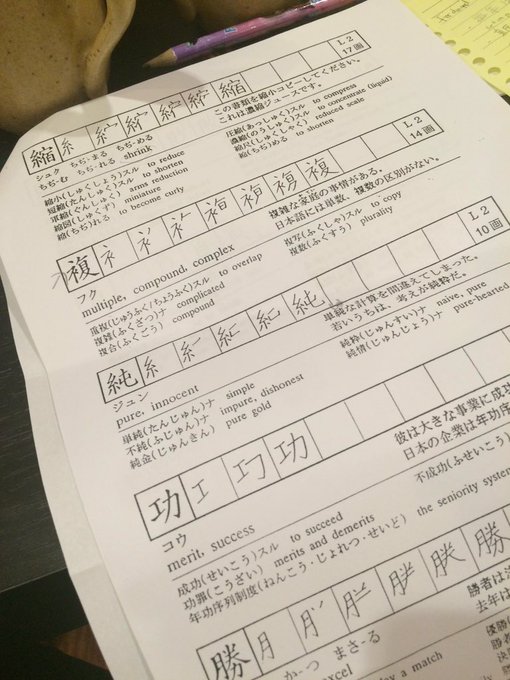 縮 糸 紵 紵 縮 縮 L2
17画
シュク ちぢ-まる ちぢ-める
ちぢ-む ちぢ-れる shrink
この書類を縮小コピーしてください。
これは濃縮ジュースです。
縮小(しゅくしょう)スル to reduce
短縮(たんしゅく)スル to shorten
軍縮(ぐんしゅく) arms reduction
縮図(しゅくず) miniature
縮(ちぢ)れる to become curly
圧縮(あっしゅく)スル to compress
濃縮(のうしゅく)スル to concentrate (liquid)
縮尺(しゅくしゃく) reduced scale
縮(ちぢ)める to shorten
複 複 複 L2
14画
フク
multiple, compound, complex
複雑な家庭の事情がある。
日本語には単数、複数の区別がない。
重複(じゅうふく/ちょうふく)スル to overlap
複雑(ふくざつ)ナ complicated
複合(ふくごう) compound
複写(ふくしゃ)スル to copy
複数(ふくすう) plurality
純 糸 純 純 L2
10画
ジュン
pure, innocent
単純な計算を間違えてしまった。
若いうちは、考えが純粋だ。
単純(たんじゅん)ナ simple
不純(ふじゅん)ナ impure, dishonest
純金(じゅんきん) pure gold
純粋(じゅんすい)ナ naive, pure
純情(じゅんじょう)ナ pure-hearted
功 工 功 功
コウ
merit, success
彼は大きな事業に成功
日本の企業は年功序
成功(せいこう)スル to succeed
功罪(こうざい) merits and demerits
年功序列制度(ねんこう・じょれつ・せいど) the seniority system
不成功(ふせいこう)
勝 月 勝
か-つ まさ-る
excel
勝者は
去年は
a match
優勝